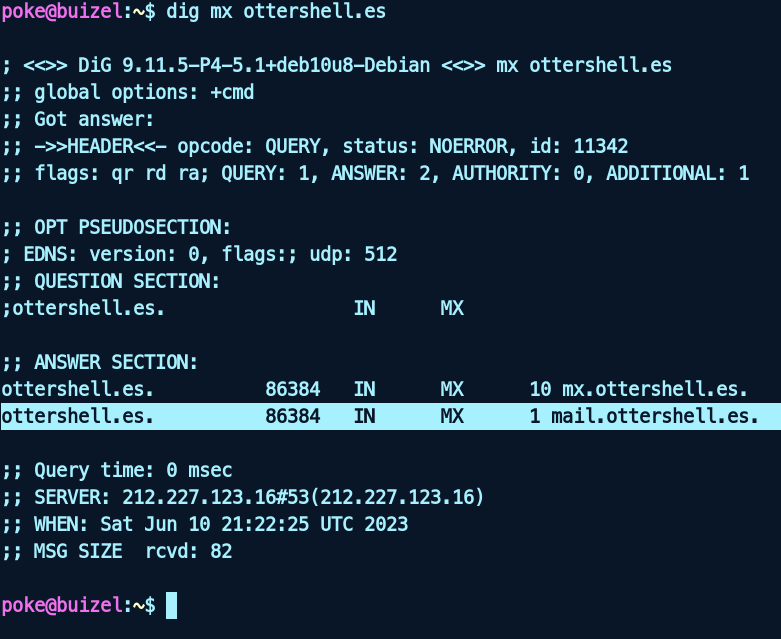 poke@buizel:~$ dig mx ottershell.es
; <<>> DiG 9.11.5-P4-5.1+deb10u8-Debian <<>> mx ottershell.es
;; global options: +cmd
;; Got answer:
;; ->>HEADER<<- opcode: QUERY, status: NOERROR, id: 11342
;; flags: qr rd ra; QUERY: 1, ANSWER: 2, AUTHORITY: 0, ADDITIONAL: 1
;; OPT PSEUDOSECTION:
; EDNS: version: 0, flags:; udp: 512
;; QUESTION SECTION:
;ottershell.es. IN MX
;; ANSWER SECTION:
ottershell.es. 86384 IN MX 10 mx.ottershell.es.
ottershell.es. 86384 IN MX 1 mail.ottershell.es.
;; Query time: 0 msec
;; SERVER: 212.227.123.16#53(212.227.123.16)
;; WHEN: Sat Jun 10 21:22:25 UTC 2023
;; MSG SIZE  rcvd: 82
poke@buizel:~$